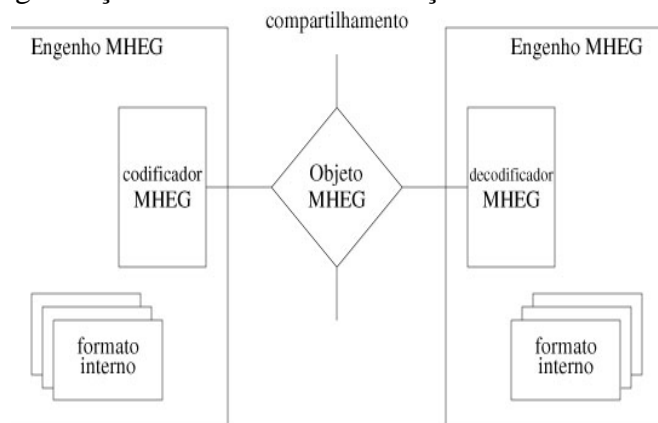 compartilhamento
Engenho MHEG
Engenho MHEG
codificador
MHEG
Objeto
MHEG
decodificador
MHEG
formato
interno
formato
interno